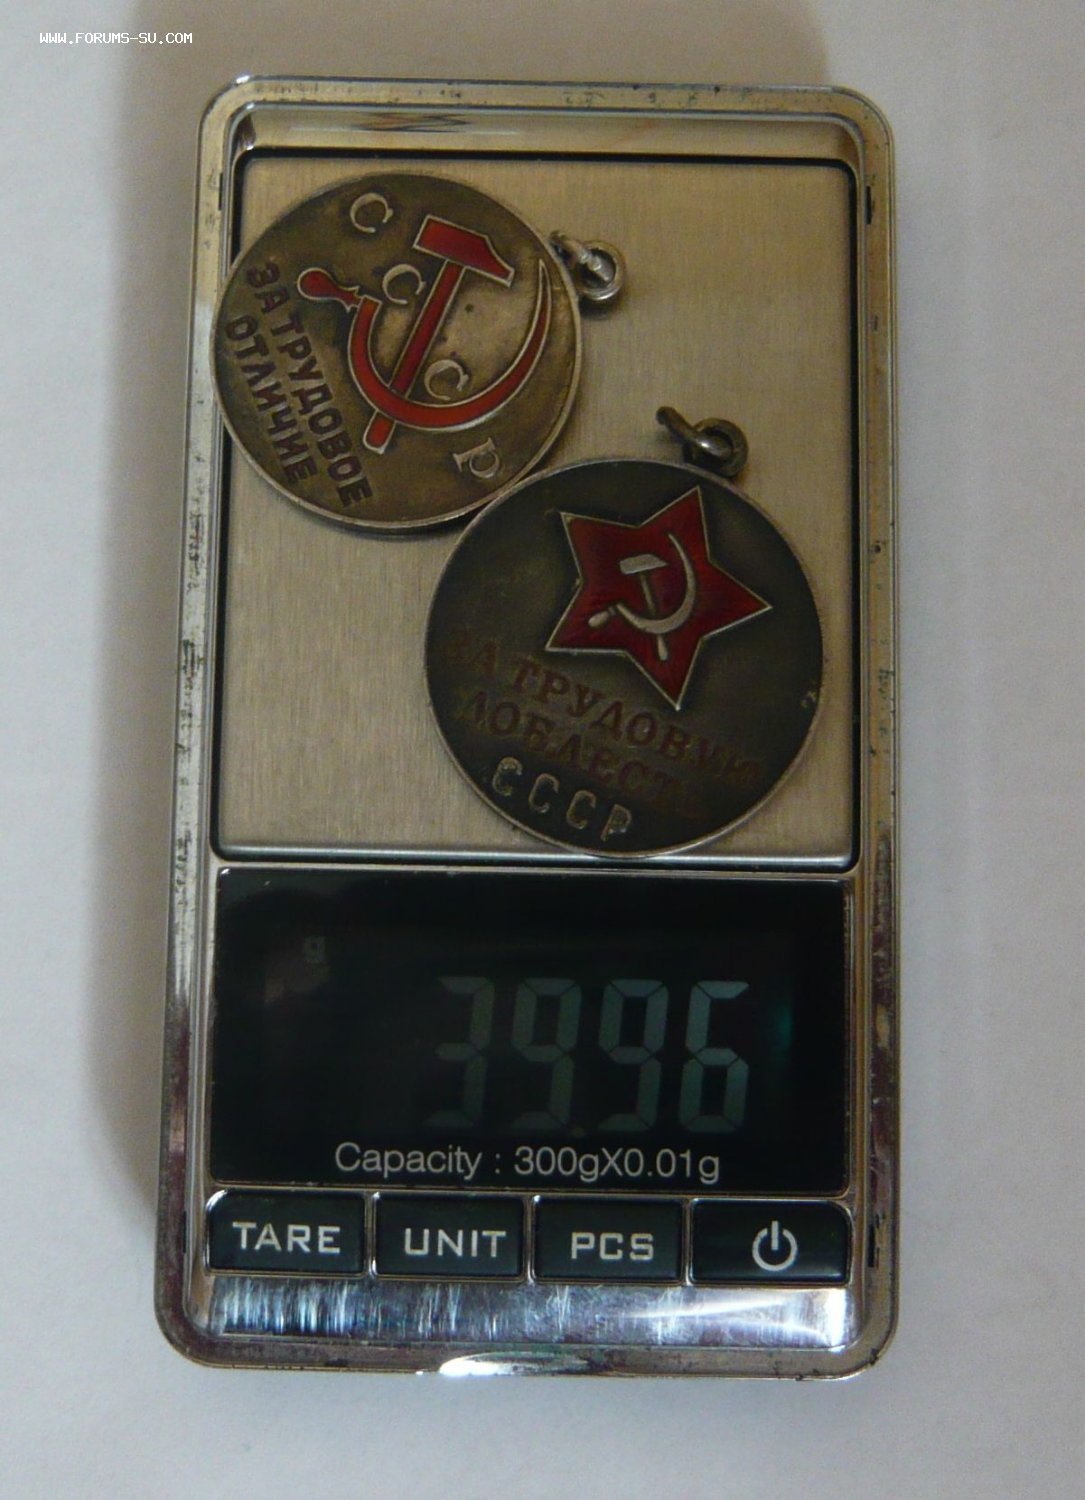 WWW.FORUMS-SU.COM
С
С
С
Р
ЗА ТРУДОВОЕ
ОТЛИЧИЕ
ЗА ТРУДОВУЮ
ДОБЛЕСТЬ
СССР
g
39.96
Capacity : 300gX0.01g
TARE
UNIT
PCS